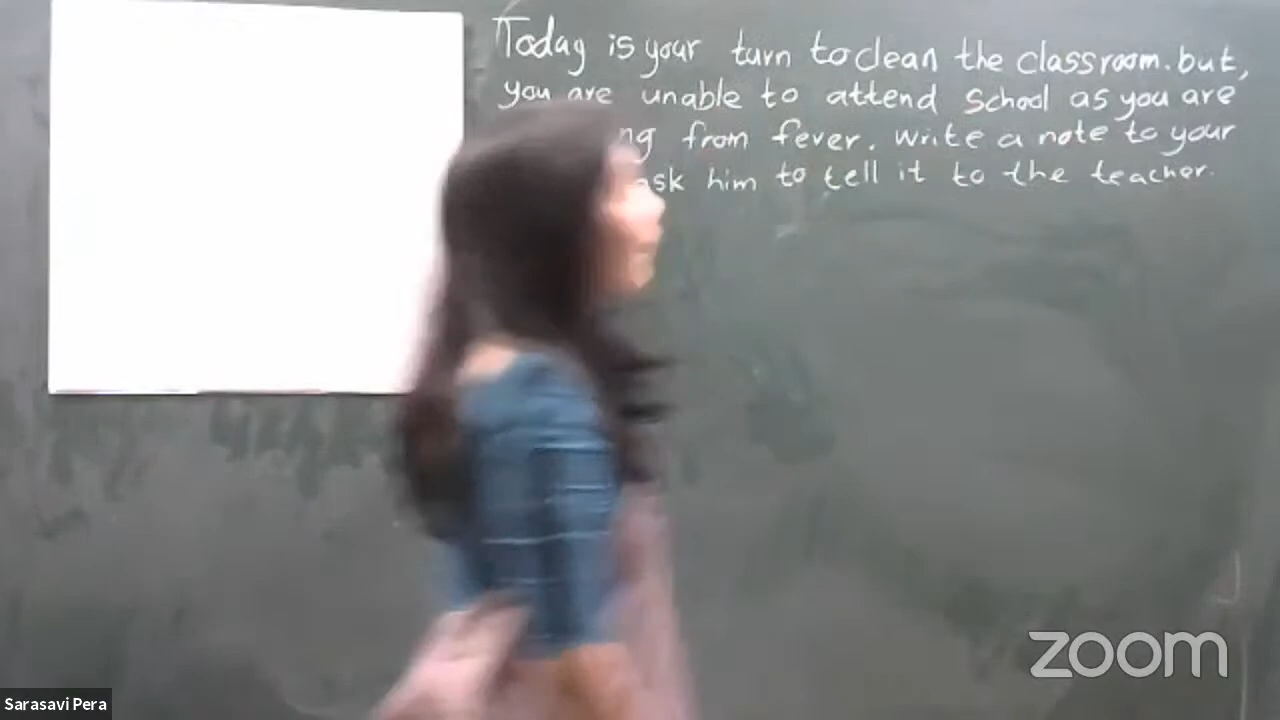 Today is your turn to clean the classroom. but,
you are unable to attend school as you are
ng from fever. write a note to your
ask him to tell it to the teacher.
zoom
Sarasavi Pera